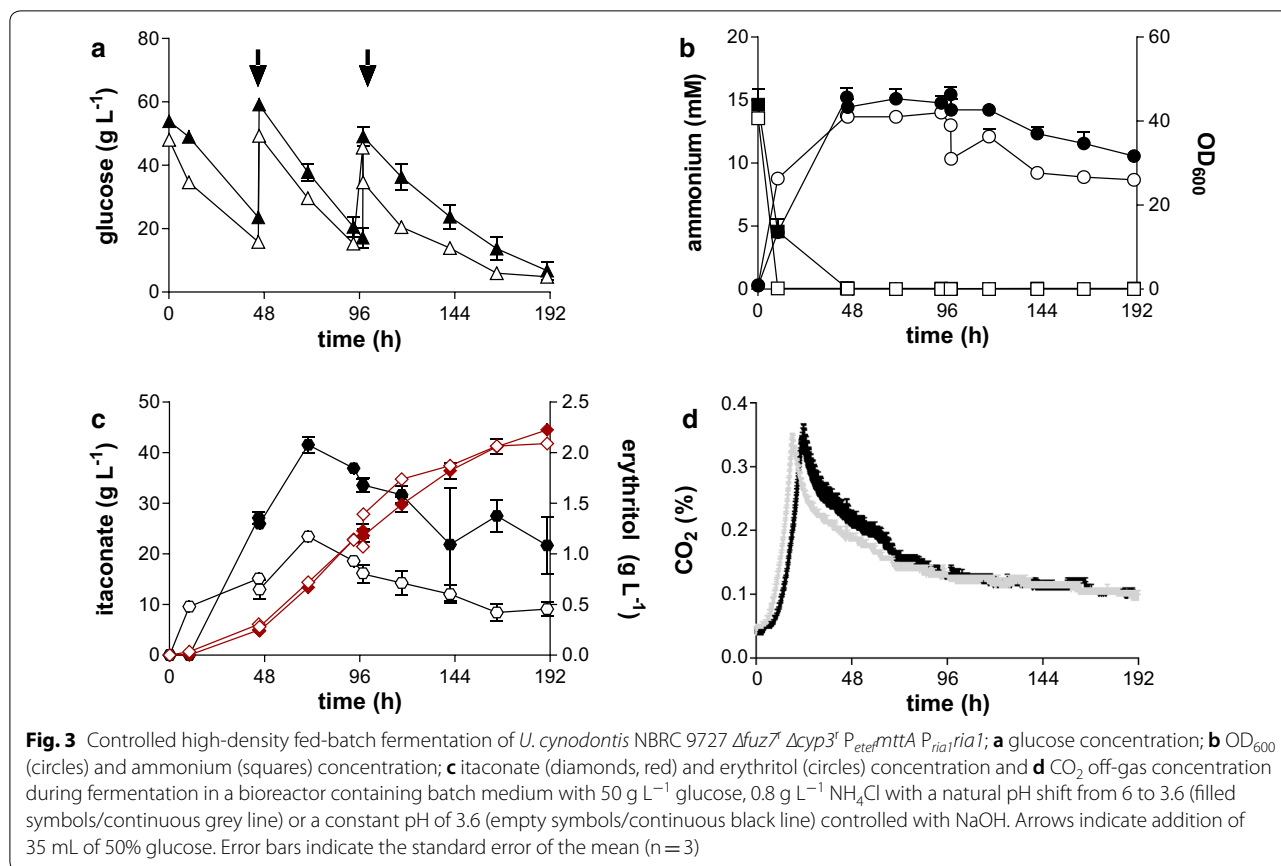 a
80
60
40
20
0
glucose (g L⁻¹)
0 48 96 144 192
time (h)
b
20
15
10
5
0
ammonium (mM)
60
40
20
0
OD₆₀₀
0 48 96 144 192
time (h)
c
50
40
30
20
10
0
itaconate (g L⁻¹)
2.5
2.0
1.5
1.0
0.5
0.0
erythritol (g L⁻¹)
0 48 96 144 192
time (h)
d
0.4
0.3
0.2
0.1
0.0
CO₂ (%)
0 48 96 144 192
time (h)
Fig. 3 Controlled high-density fed-batch fermentation of U. cynodontis NBRC 9727 Δfuz7ʳ Δcyp3ʳ P_etef mttA P_ria1 ria1; a glucose concentration; b OD₆₀₀
(circles) and ammonium (squares) concentration; c itaconate (diamonds, red) and erythritol (circles) concentration and d CO₂ off-gas concentration
during fermentation in a bioreactor containing batch medium with 50 g L⁻¹ glucose, 0.8 g L⁻¹ NH₄Cl with a natural pH shift from 6 to 3.6 (filled
symbols/continuous grey line) or a constant pH of 3.6 (empty symbols/continuous black line) controlled with NaOH. Arrows indicate addition of
35 mL of 50% glucose. Error bars indicate the standard error of the mean (n = 3)